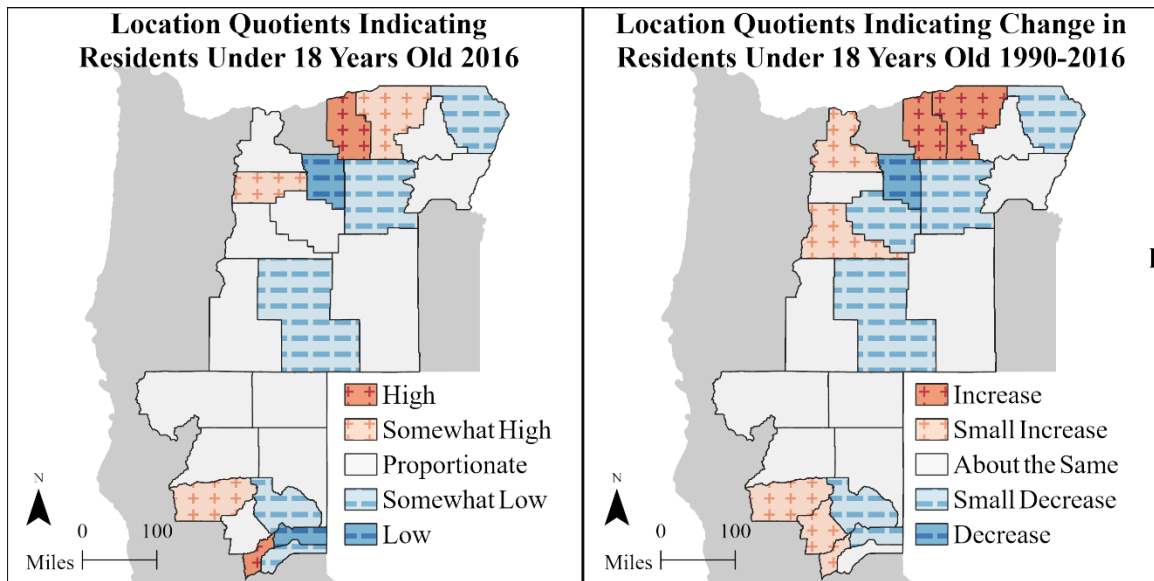 Location Quotients Indicating
Residents Under 18 Years Old 2016
High
Somewhat High
Proportionate
Somewhat Low
Low
N
0 100
Miles
Location Quotients Indicating Change in
Residents Under 18 Years Old 1990-2016
Increase
Small Increase
About the Same
Small Decrease
Decrease
N
0 100
Miles